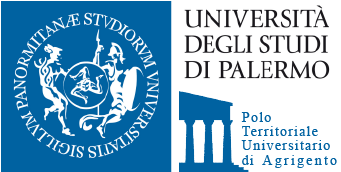 SIGILLVM PANORMITANÆ STVDIORVM VNIVERSITATIS
UNIVERSITÀ
DEGLI STUDI
DI PALERMO
Polo
Territoriale
Universitario
di Agrigento